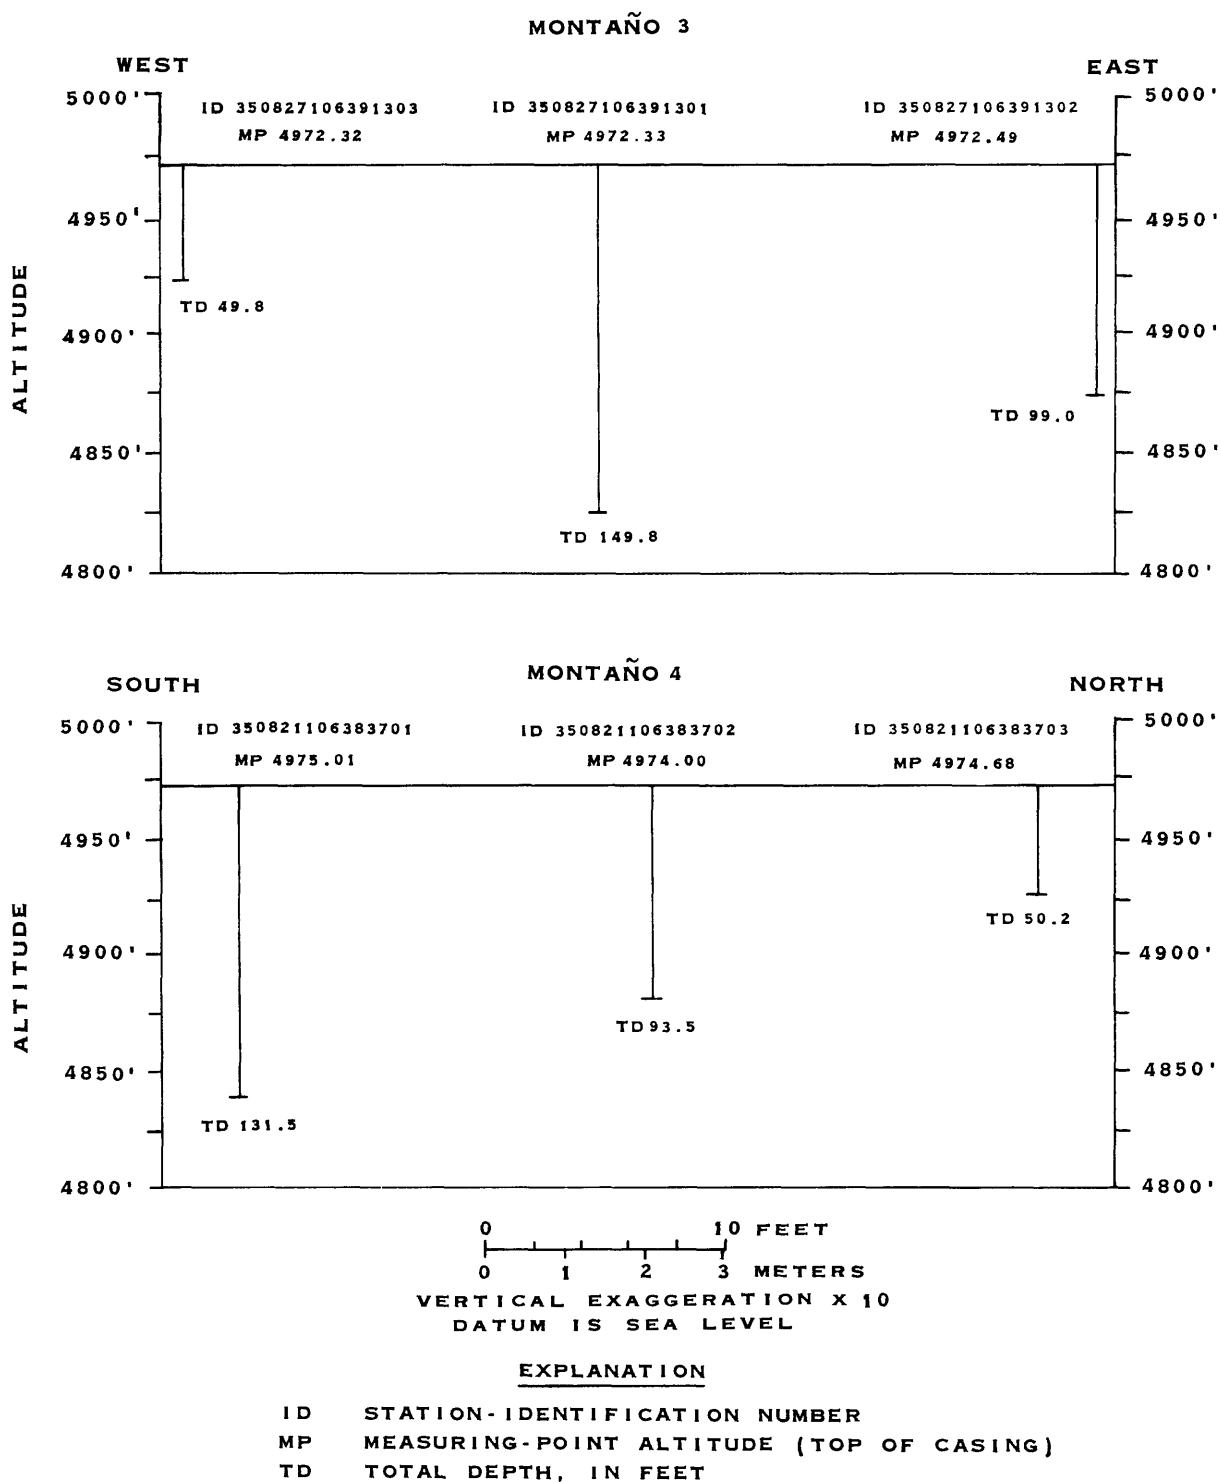 MONTAÑO 3
WEST EAST
5000' 5000'
ID 350827106391303 ID 350827106391301 ID 350827106391302
MP 4972.32 MP 4972.33 MP 4972.49
4950' 4950'
TD 49.8
4900' 4900'
ALTITUDE
TD 99.0
4850' 4850'
TD 149.8
4800' 4800'
MONTAÑO 4
SOUTH NORTH
5000' 5000'
ID 350821106383701 ID 350821106383702 ID 350821106383703
MP 4975.01 MP 4974.00 MP 4974.68
4950' 4950'
TD 50.2
4900' 4900'
ALTITUDE
TD 93.5
4850' 4850'
TD 131.5
4800' 4800'
0 10 FEET
0 1 2 3 METERS
VERTICAL EXAGGERATION X 10
DATUM IS SEA LEVEL
EXPLANATION
ID STATION-IDENTIFICATION NUMBER
MP MEASURING-POINT ALTITUDE (TOP OF CASING)
TD TOTAL DEPTH, IN FEET